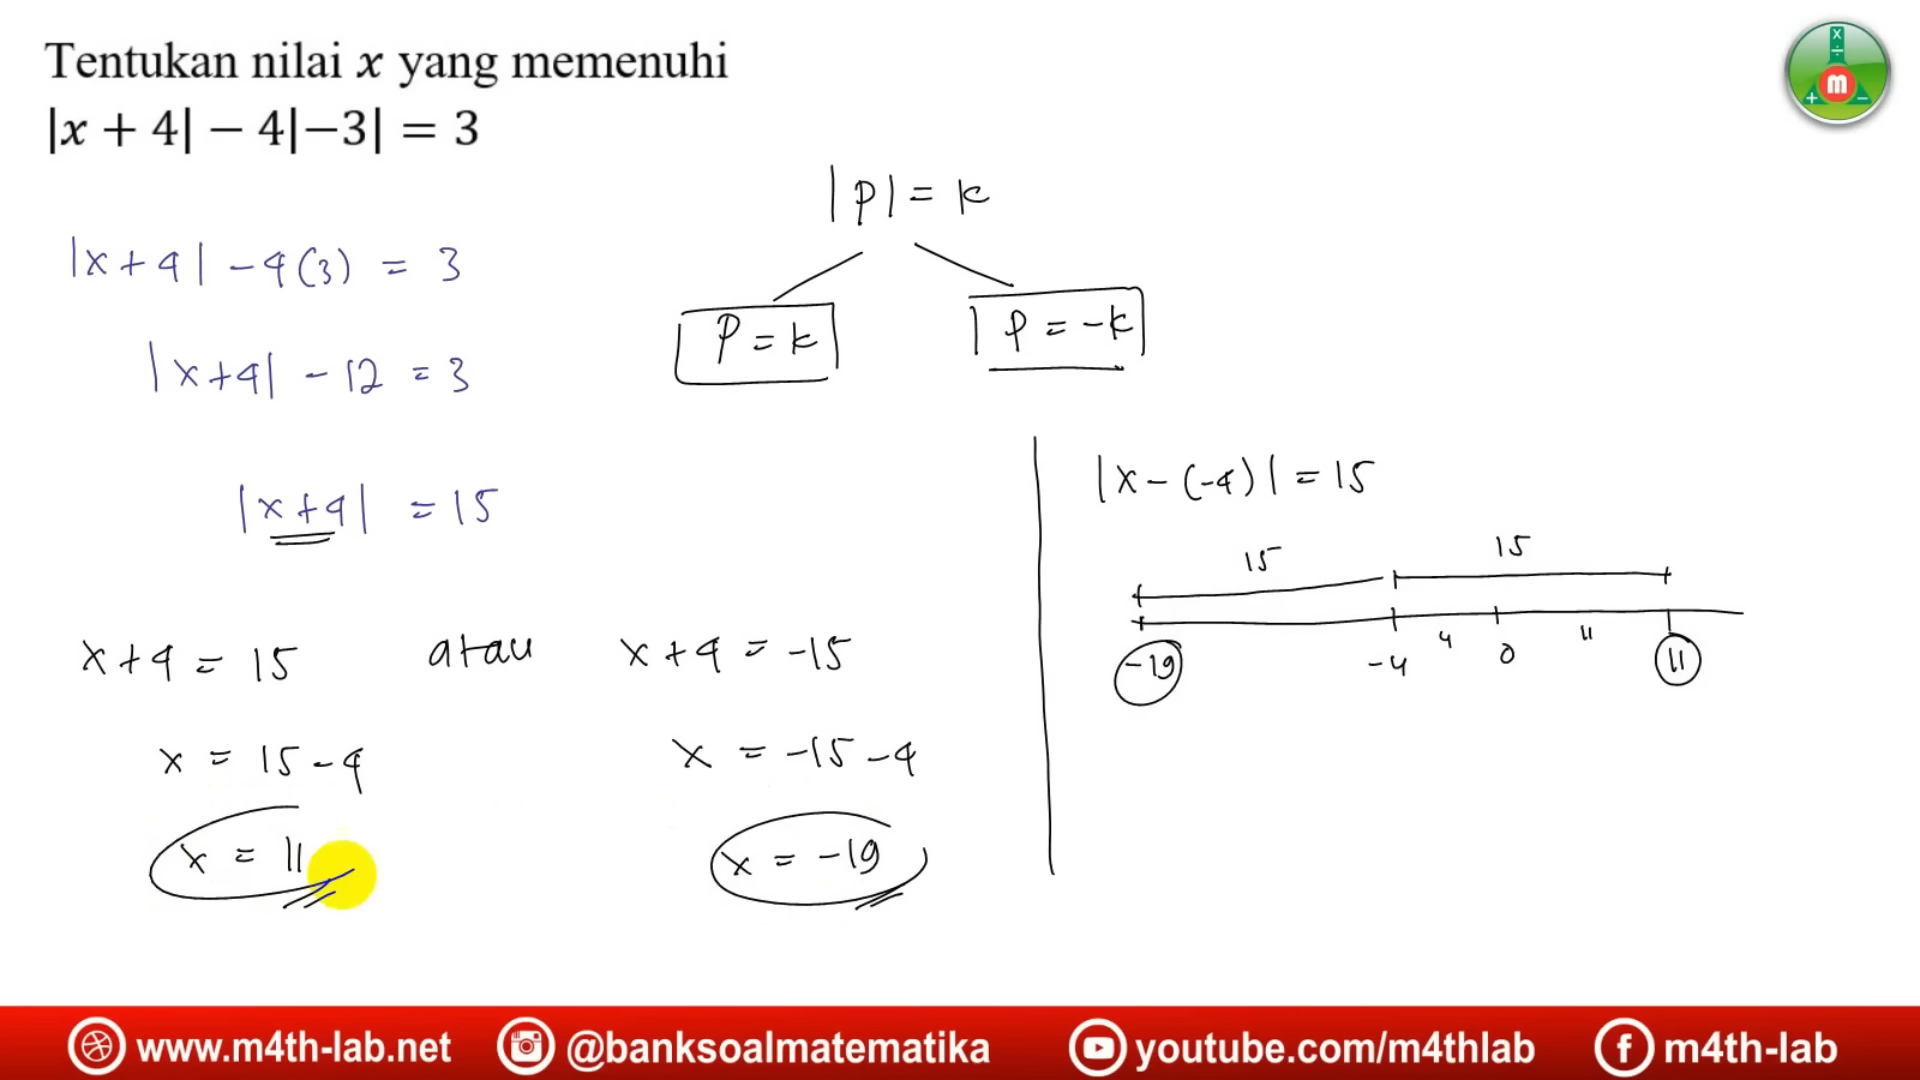 Tentukan nilai x yang memenuhi
|x + 4| − 4|−3| = 3
|x+4| - 4(3) = 3
|x+4| - 12 = 3
|x+4| = 15
x+4 = 15 atau x+4 = -15
x = 15-4 x = -15-4
x = 11 x = -19
|p| = k
p = k p = -k
|x-(-4)| = 15
15 15
4 11
-19 -4 0 11
x ÷ m + −
www.m4th-lab.net @banksoalmatematika youtube.com/m4thlab m4th-lab